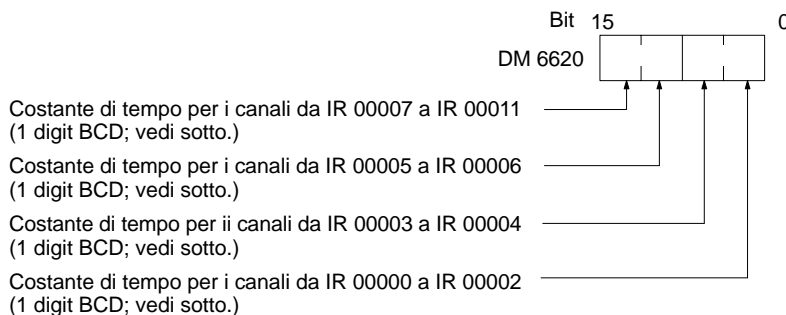 Bit 15 0
DM 6620
Costante di tempo per i canali da IR 00007 a IR 00011
(1 digit BCD; vedi sotto.)
Costante di tempo per i canali da IR 00005 a IR 00006
(1 digit BCD; vedi sotto.)
Costante di tempo per ii canali da IR 00003 a IR 00004
(1 digit BCD; vedi sotto.)
Costante di tempo per i canali da IR 00000 a IR 00002
(1 digit BCD; vedi sotto.)